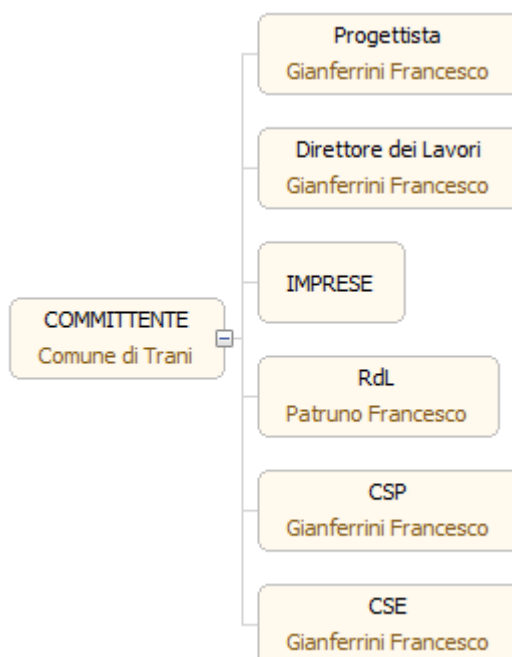 Progettista
Gianferrini Francesco
Direttore dei Lavori
Gianferrini Francesco
IMPRESE
COMMITTENTE
Comune di Trani
RdL
Patruno Francesco
CSP
Gianferrini Francesco
CSE
Gianferrini Francesco